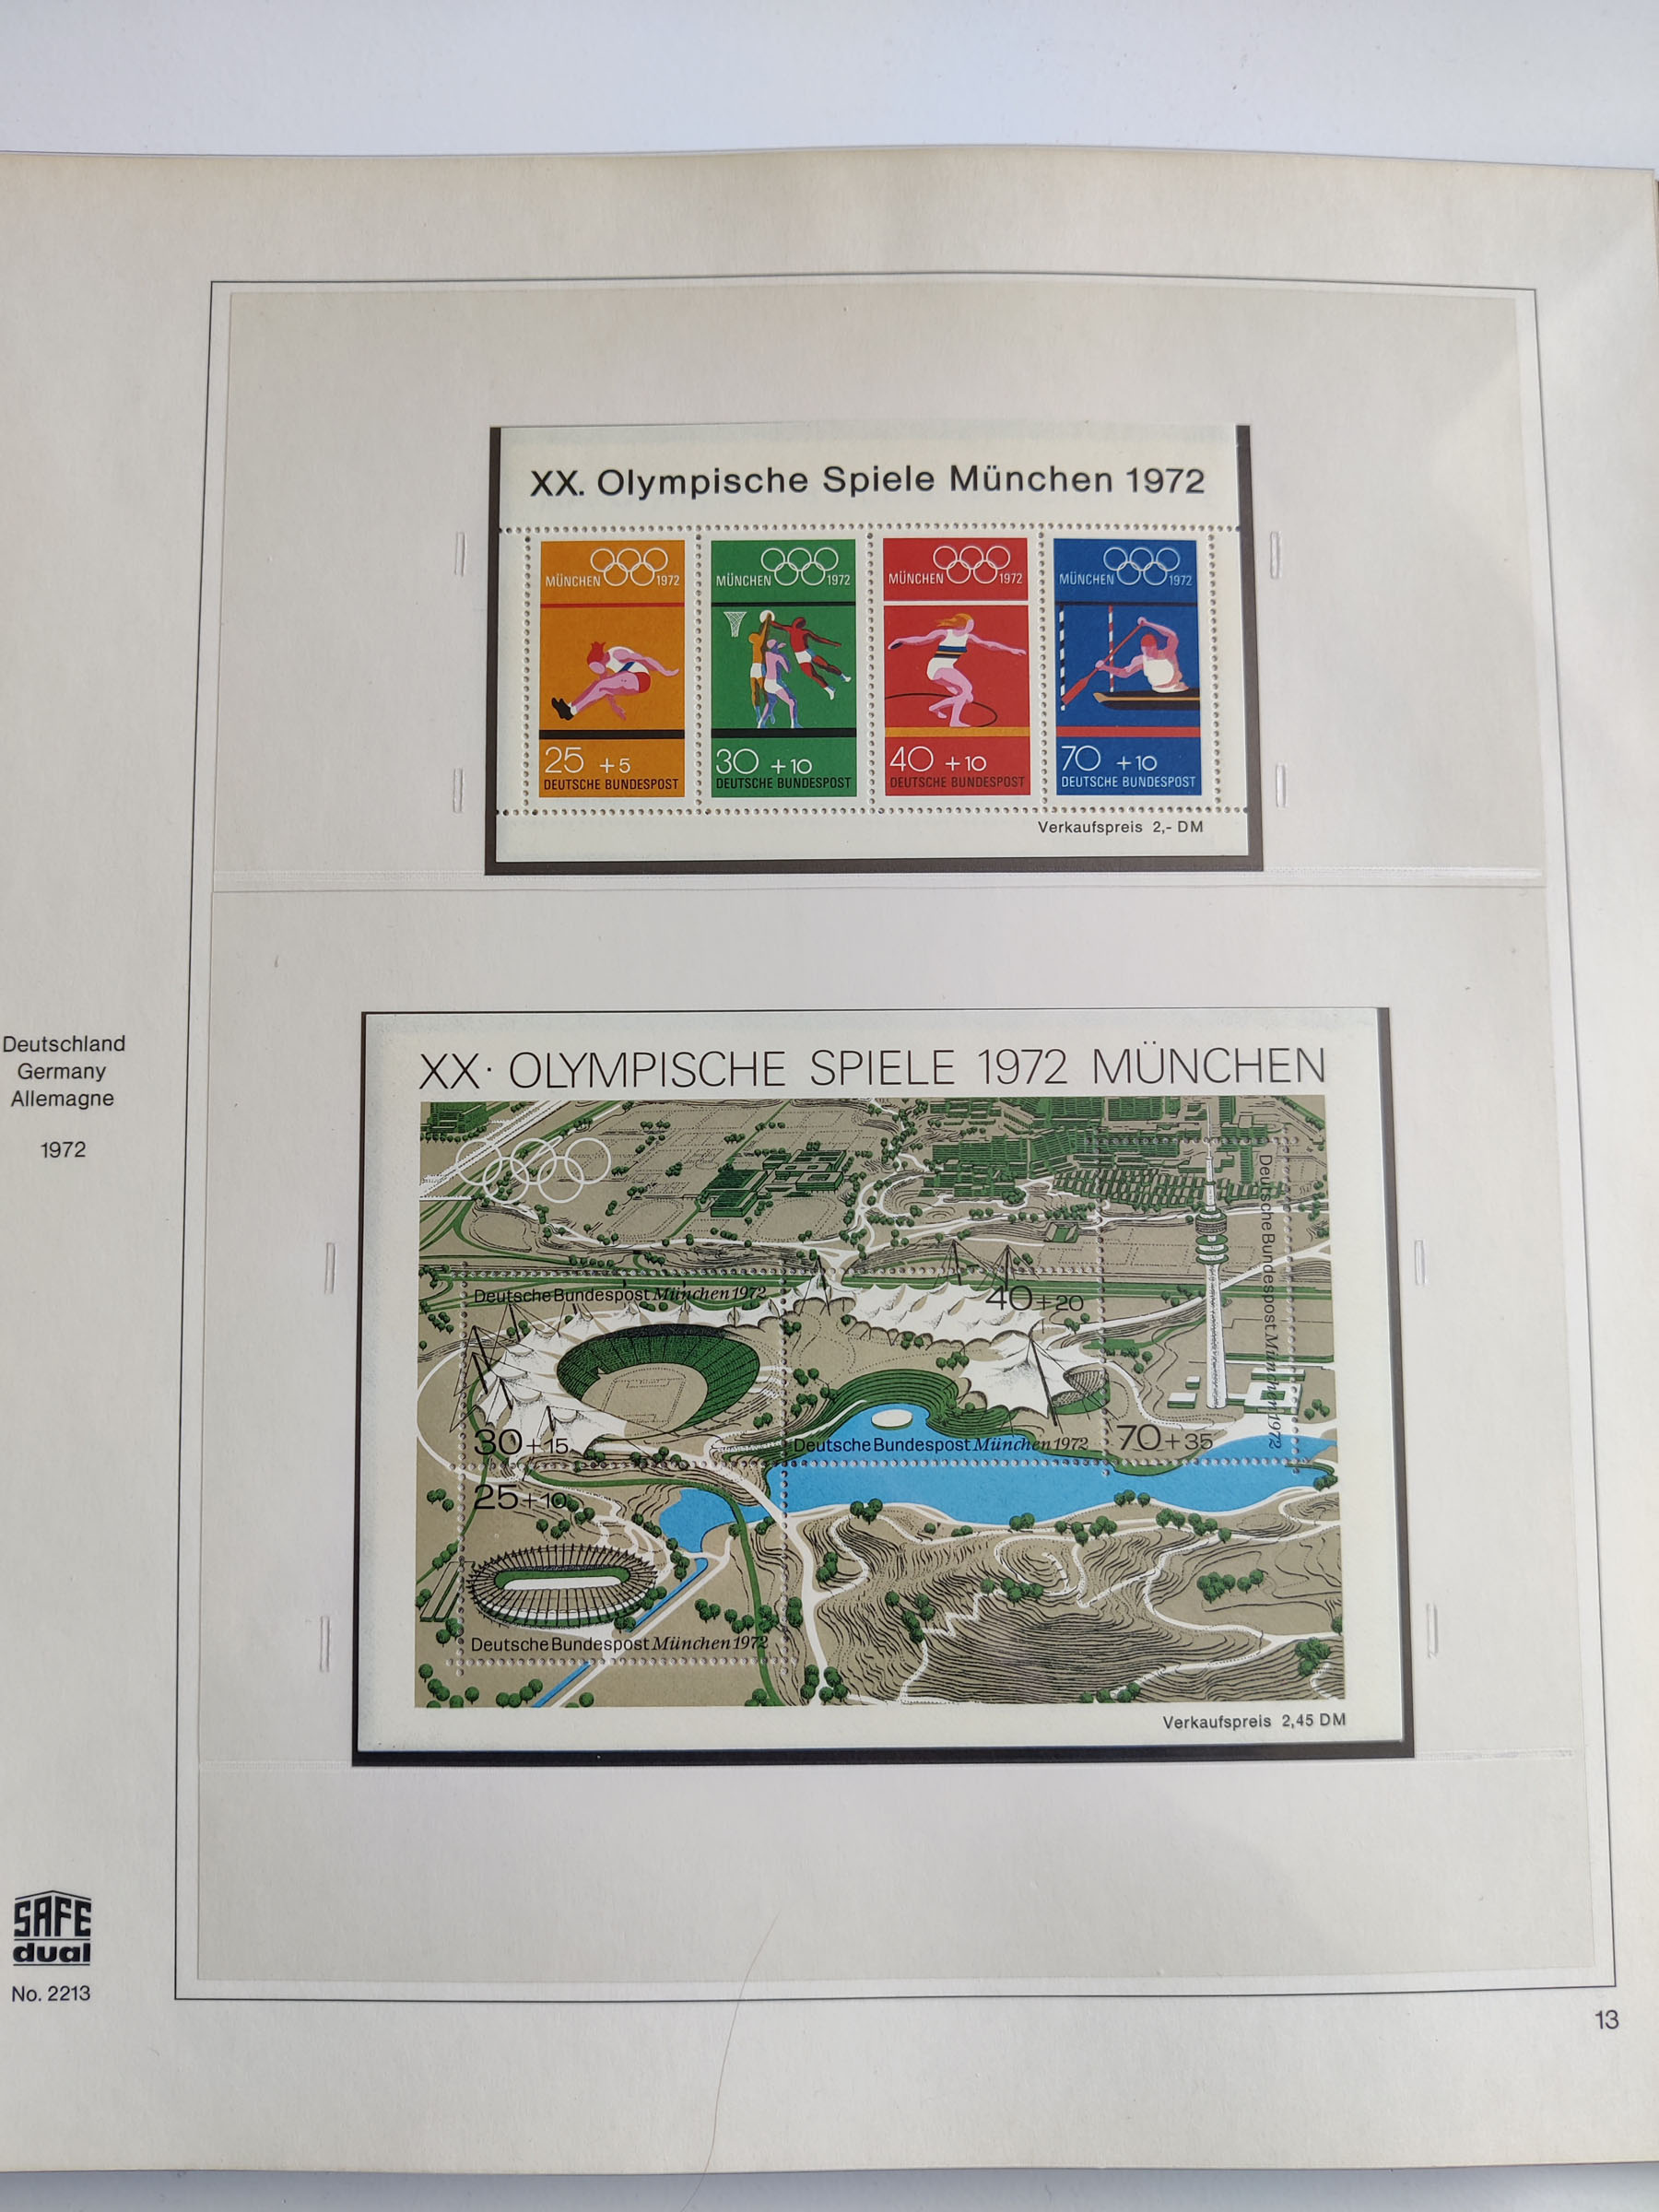 XX. Olympische Spiele München 1972
MÜNCHEN 1972
25 +5
DEUTSCHE BUNDESPOST
MÜNCHEN 1972
30 +10
DEUTSCHE BUNDESPOST
MÜNCHEN 1972
40 +10
DEUTSCHE BUNDESPOST
MÜNCHEN 1972
70 +10
DEUTSCHE BUNDESPOST
Verkaufspreis 2,- DM
Deutschland
Germany
Allemagne
1972
XX. OLYMPISCHE SPIELE 1972 MÜNCHEN
Deutsche Bundespost München 1972
30+15
40+20
Deutsche Bundespost München 1972
70+35
Deutsche Bundespost München 1972
25+10
Deutsche Bundespost München 1972
Verkaufspreis 2,45 DM
SAFE
dual
No. 2213
13